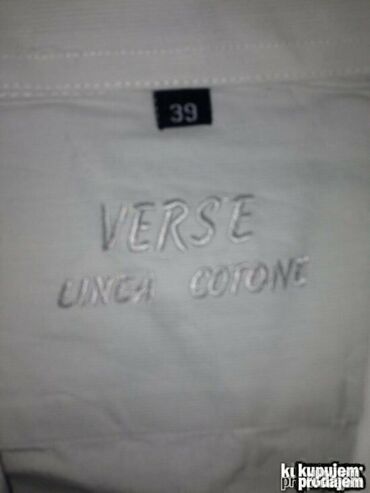 39
VERSE
LINEA COTONE
kupujem
prodajem